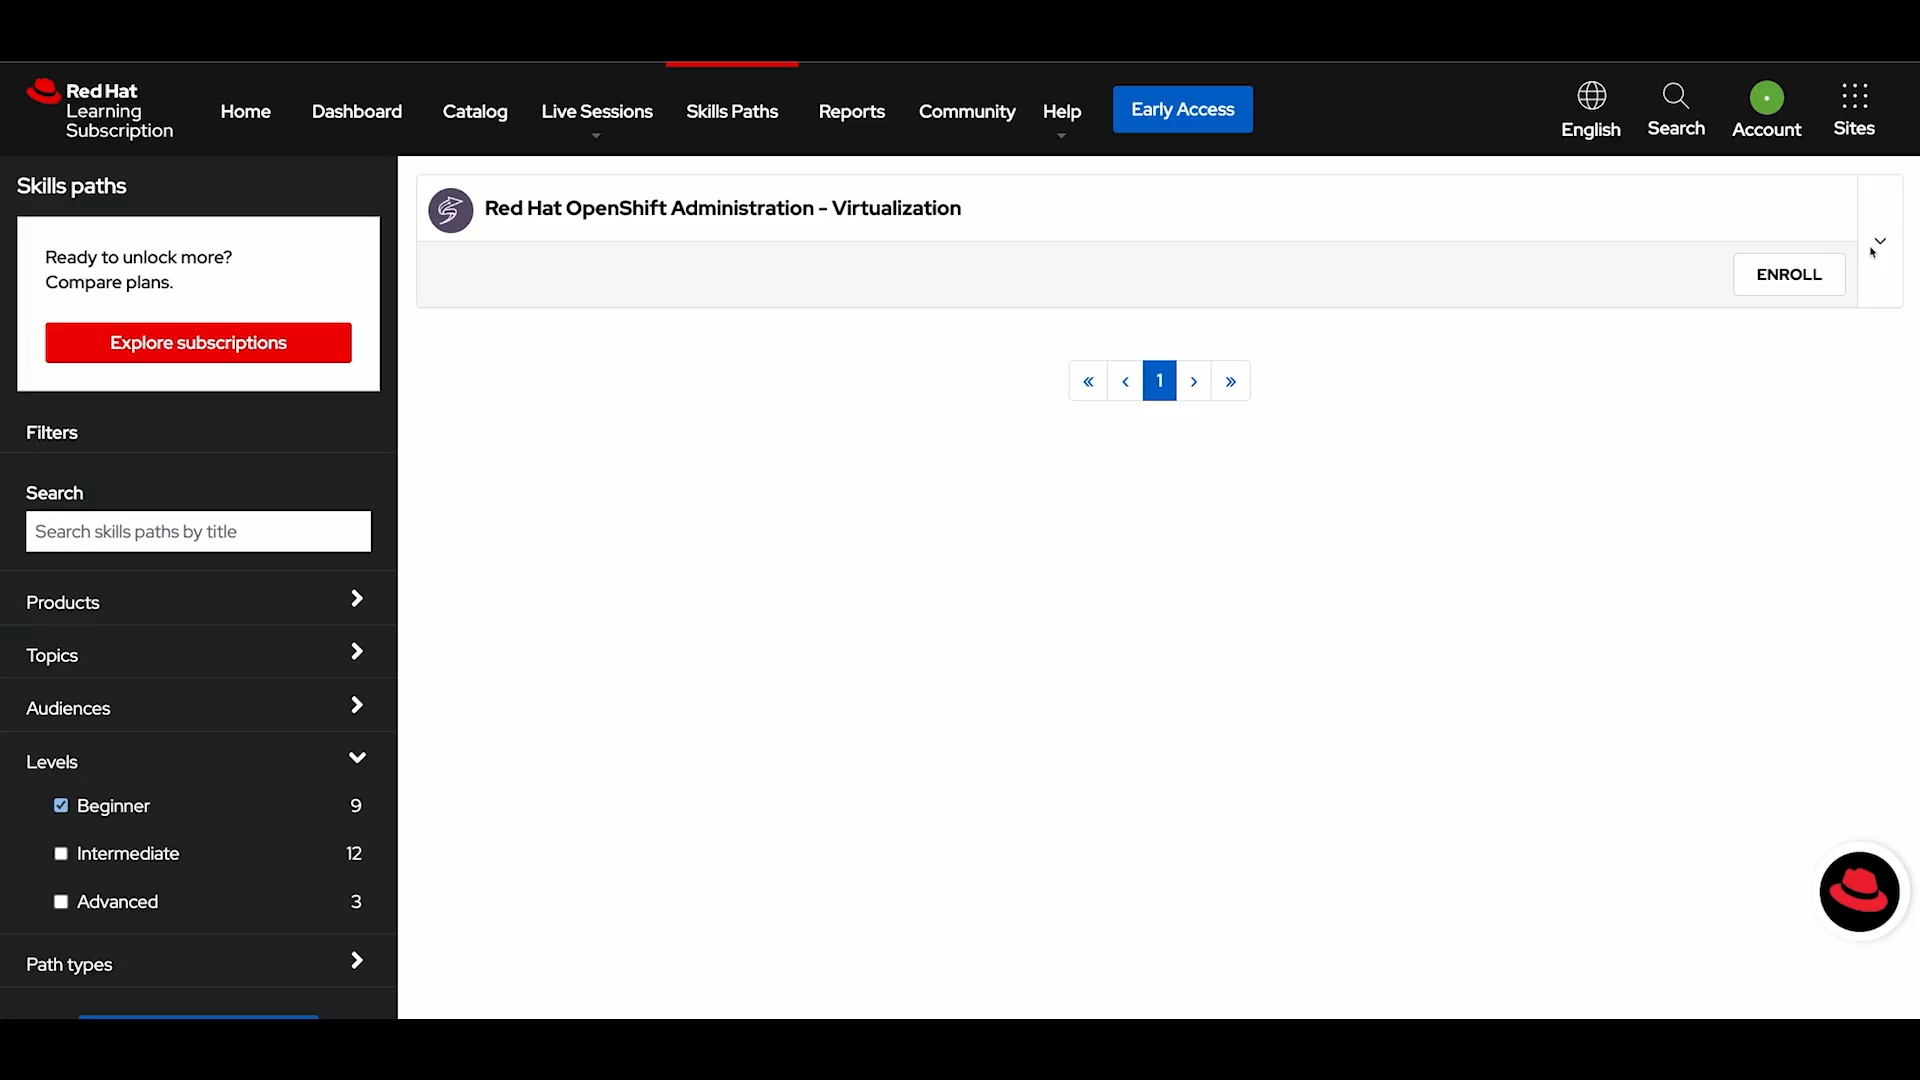 Red Hat
Learning
Subscription
Home
Dashboard
Catalog
Live Sessions
Skills Paths
Reports
Community
Help
Early Access
English
Search
Account
Sites
Skills paths
Ready to unlock more?
Compare plans.
Explore subscriptions
Filters
Search
Search skills paths by title
Products
Topics
Audiences
Levels
Beginner 9
Intermediate 12
Advanced 3
Path types
Red Hat OpenShift Administration - Virtualization
ENROLL
« ‹ 1 › »